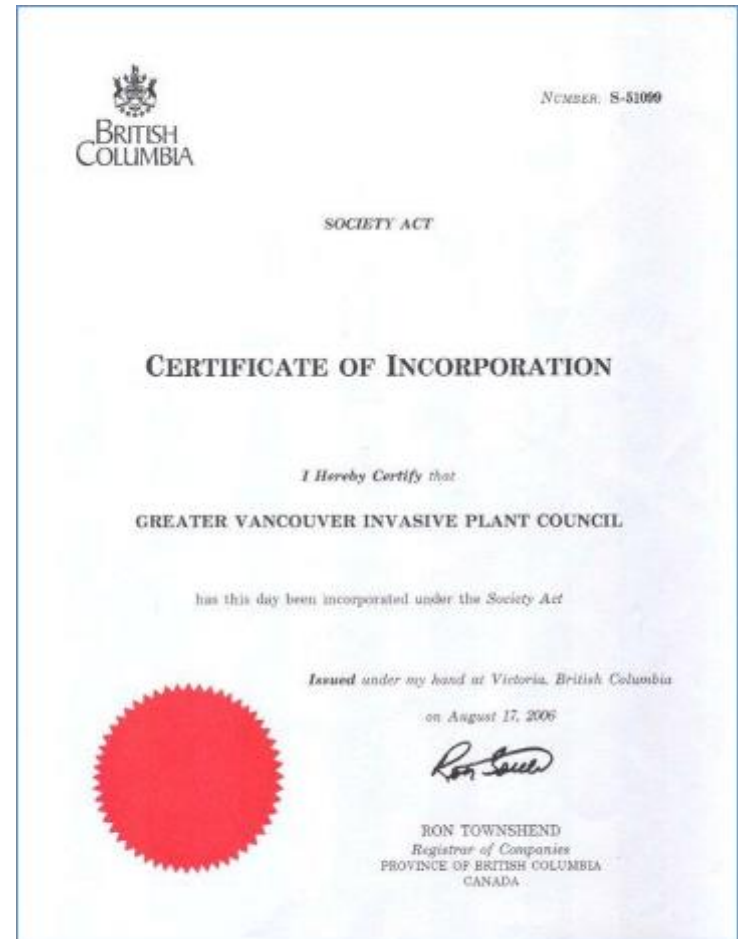 BRITISH
COLUMBIA
NUMBER: S-51099
SOCIETY ACT
CERTIFICATE OF INCORPORATION
I Hereby Certify that
GREATER VANCOUVER INVASIVE PLANT COUNCIL
has this day been incorporated under the Society Act
Issued under my hand at Victoria, British Columbia
on August 17, 2006
RON TOWNSHEND
Registrar of Companies
PROVINCE OF BRITISH COLUMBIA
CANADA